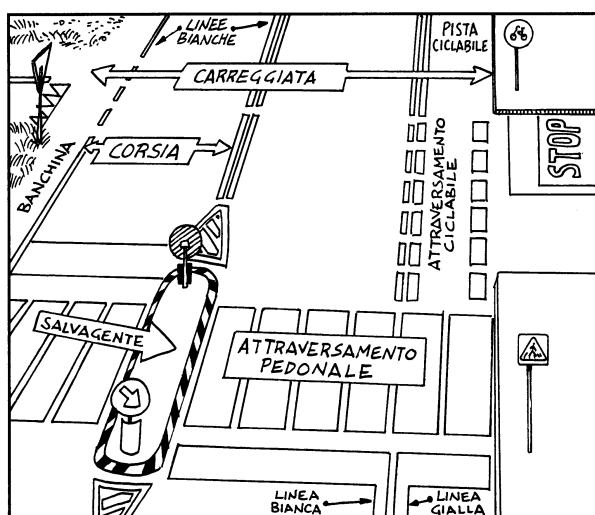 LINEE
BIANCHE
PISTA
CICLABILE
CARREGGIATA
CORSIA
BANCHINA
STOP
ATTRAVERSAMENTO
CICLABILE
SALVAGENTE
ATTRAVERSAMENTO
PEDONALE
LINEA
BIANCA
LINEA
GIALLA